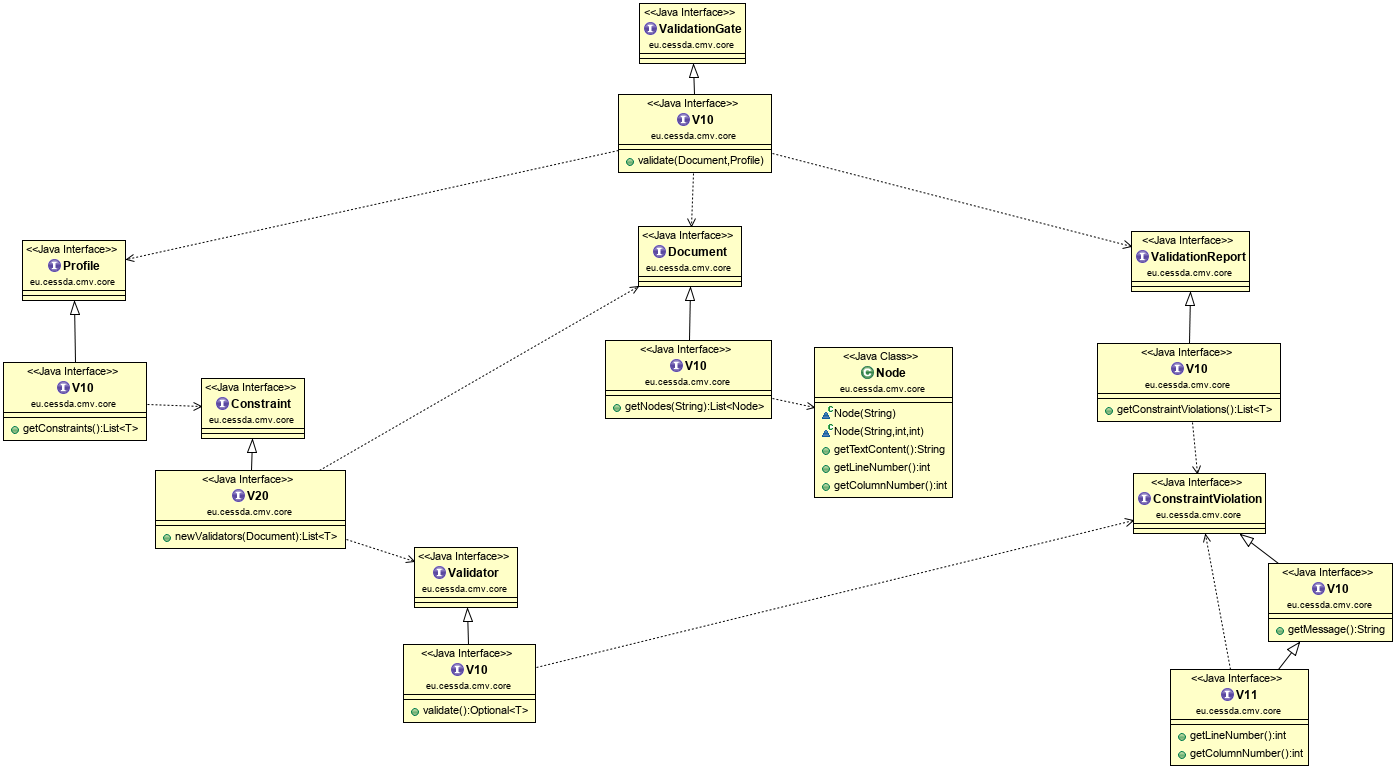 <<Java Interface>>
ValidationGate
eu.cessda.cmv.core
<<Java Interface>>
V10
eu.cessda.cmv.core
validate(Document,Profile)
<<Java Interface>>
Profile
eu.cessda.cmv.core
<<Java Interface>>
Document
eu.cessda.cmv.core
<<Java Interface>>
ValidationReport
eu.cessda.cmv.core
<<Java Interface>>
V10
eu.cessda.cmv.core
getConstraints():List<T>
<<Java Interface>>
Constraint
eu.cessda.cmv.core
<<Java Interface>>
V10
eu.cessda.cmv.core
getNodes(String):List<Node>
<<Java Class>>
Node
eu.cessda.cmv.core
Node(String)
Node(String,int,int)
getTextContent():String
getLineNumber():int
getColumnNumber():int
<<Java Interface>>
V10
eu.cessda.cmv.core
getConstraintViolations():List<T>
<<Java Interface>>
V20
eu.cessda.cmv.core
newValidators(Document):List<T>
<<Java Interface>>
ConstraintViolation
eu.cessda.cmv.core
<<Java Interface>>
Validator
eu.cessda.cmv.core
<<Java Interface>>
V10
eu.cessda.cmv.core
getMessage():String
<<Java Interface>>
V10
eu.cessda.cmv.core
validate():Optional<T>
<<Java Interface>>
V11
eu.cessda.cmv.core
getLineNumber():int
getColumnNumber():int